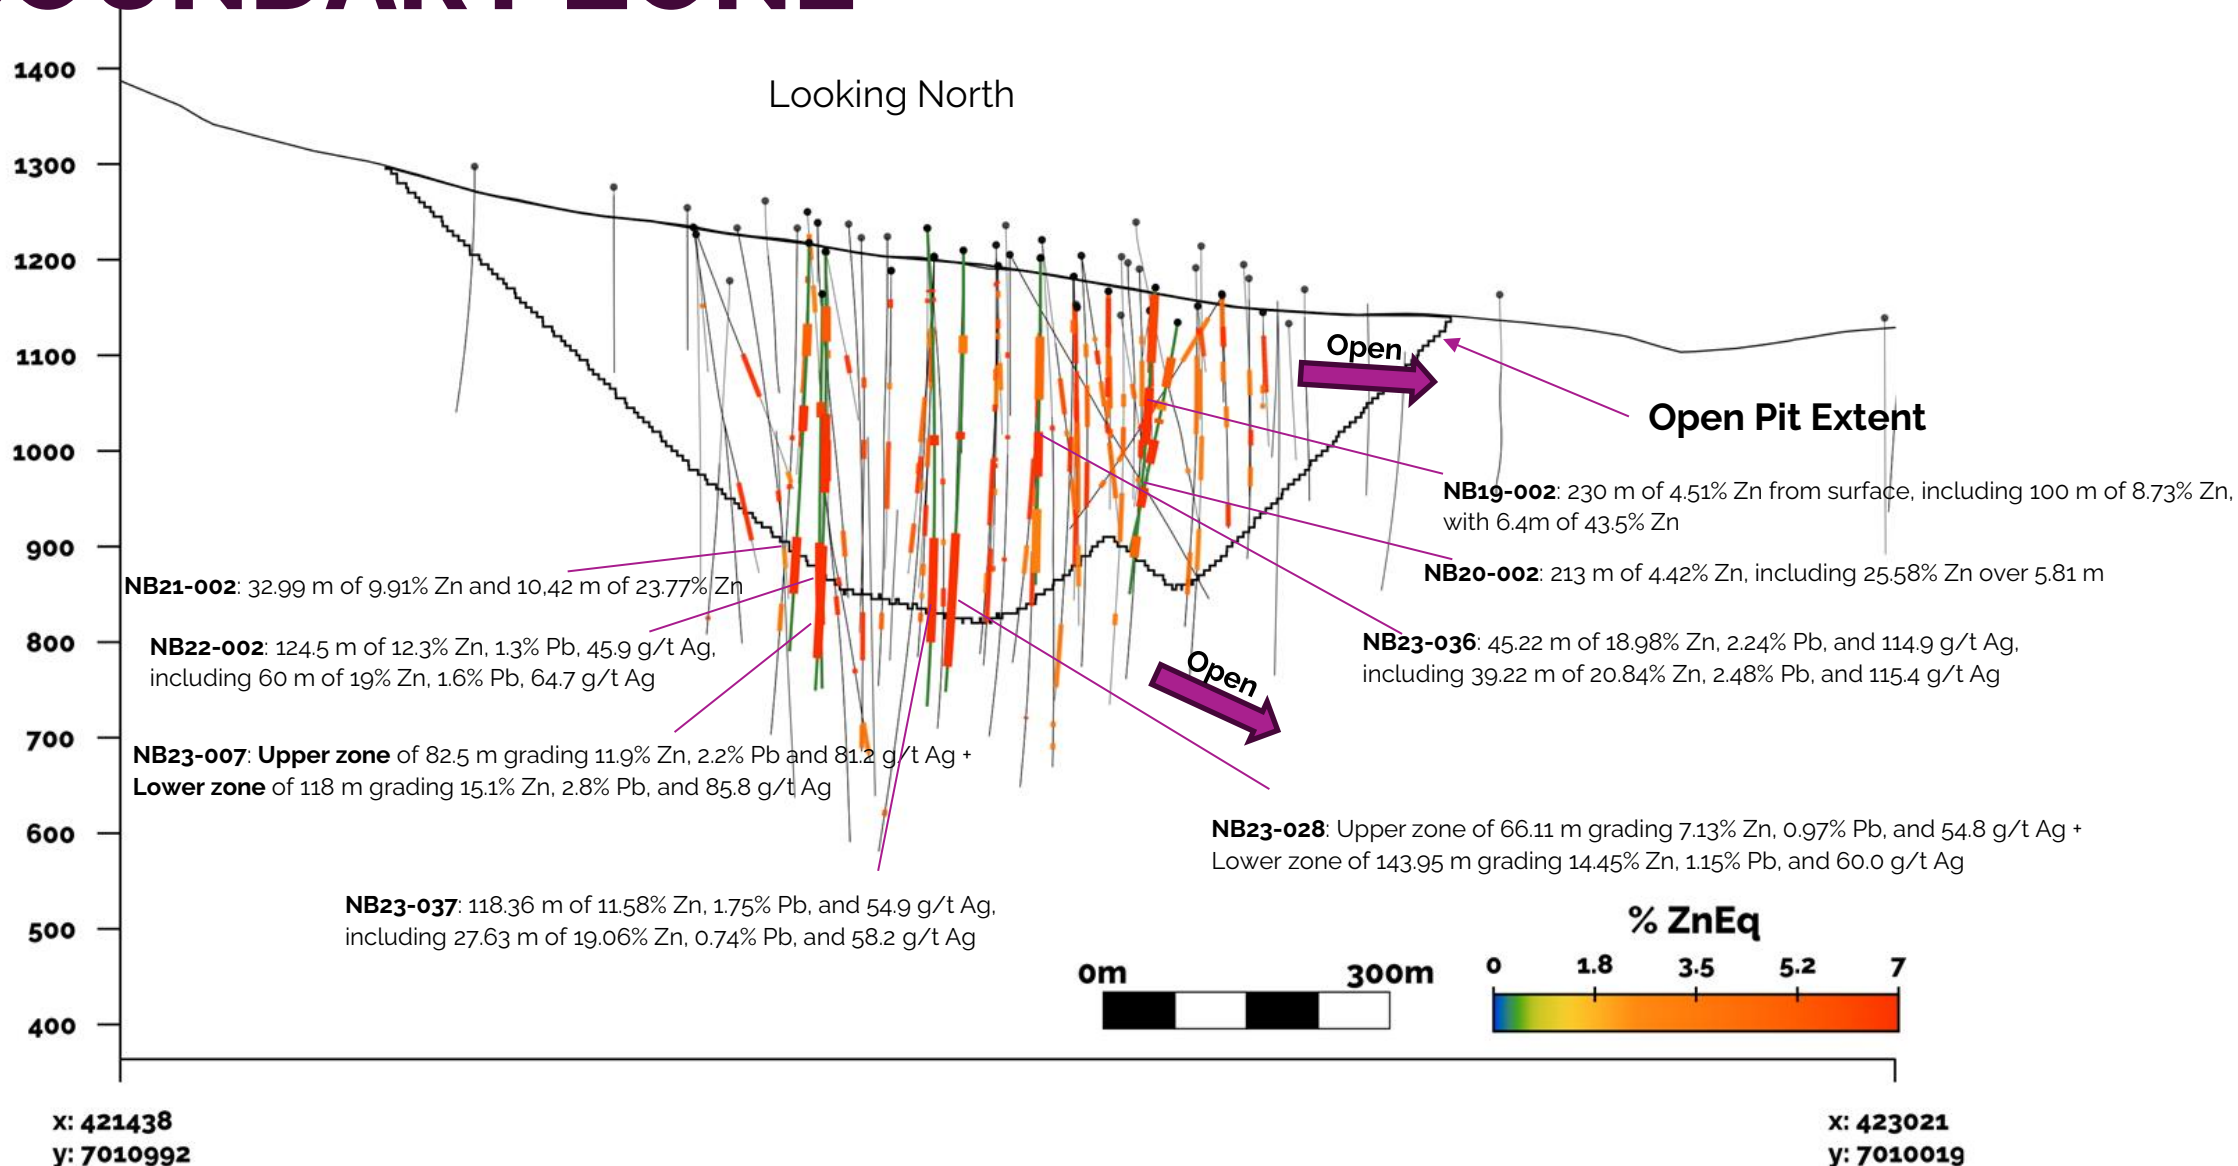 1400
1300
1200
1100
1000
900
800
700
600
500
400
Looking North
Open
Open Pit Extent
NB19-002: 230 m of 4.51% Zn from surface, including 100 m of 8.73% Zn,
with 6.4m of 43.5% Zn
NB20-002: 213 m of 4.42% Zn, including 25.58% Zn over 5.81 m
NB21-002: 32.99 m of 9.91% Zn and 10,42 m of 23.77% Zn
NB22-002: 124.5 m of 12.3% Zn, 1.3% Pb, 45.9 g/t Ag,
including 60 m of 19% Zn, 1.6% Pb, 64.7 g/t Ag
NB23-036: 45.22 m of 18.98% Zn, 2.24% Pb, and 114.9 g/t Ag,
including 39.22 m of 20.84% Zn, 2.48% Pb, and 115.4 g/t Ag
Open
NB23-007: Upper zone of 82.5 m grading 11.9% Zn, 2.2% Pb and 81.2 g/t Ag +
Lower zone of 118 m grading 15.1% Zn, 2.8% Pb, and 85.8 g/t Ag
NB23-028: Upper zone of 66.11 m grading 7.13% Zn, 0.97% Pb, and 54.8 g/t Ag +
Lower zone of 143.95 m grading 14.45% Zn, 1.15% Pb, and 60.0 g/t Ag
NB23-037: 118.36 m of 11.58% Zn, 1.75% Pb, and 54.9 g/t Ag,
including 27.63 m of 19.06% Zn, 0.74% Pb, and 58.2 g/t Ag
% ZnEq
0m 300m
0 1.8 3.5 5.2 7
x: 421438
y: 7010992
x: 423021
y: 7010019